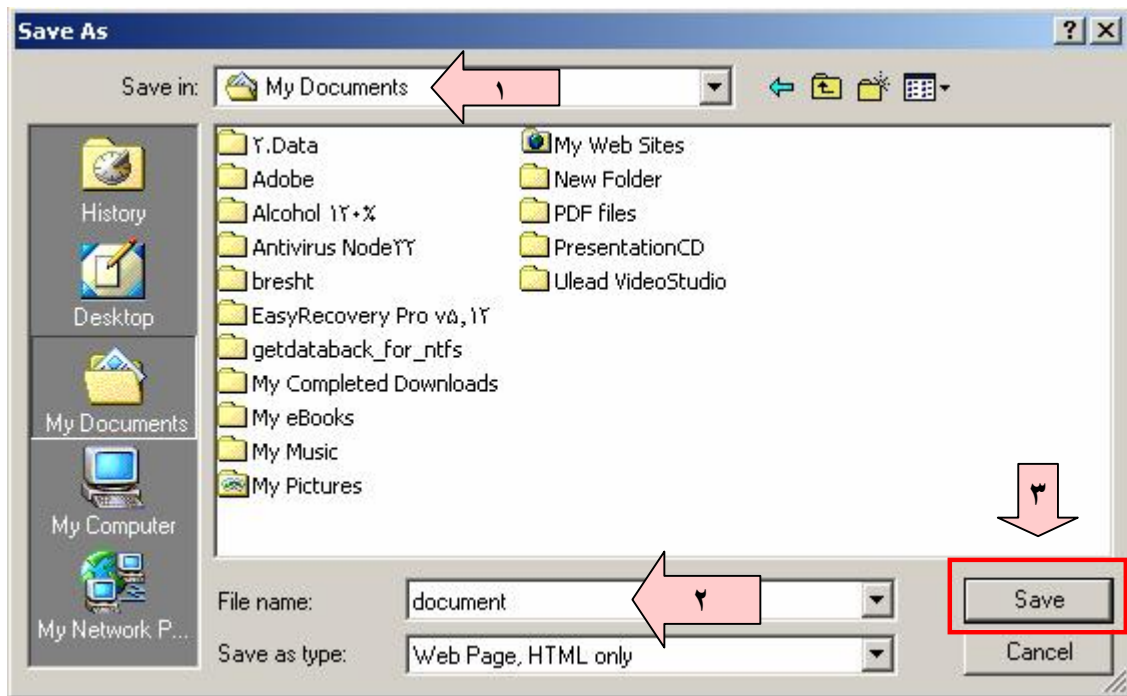 Save As
Save in: My Documents ۱
History
Desktop
My Documents
My Computer
My Network P...
۲.Data
Adobe
Alcohol ۱۲۰%
Antivirus Node۲۲
bresht
EasyRecovery Pro v۵,۱۲
getdataback_for_ntfs
My Completed Downloads
My eBooks
My Music
My Pictures
My Web Sites
New Folder
PDF files
PresentationCD
Ulead VideoStudio
۳
File name: document ۲ Save
Save as type: Web Page, HTML only Cancel